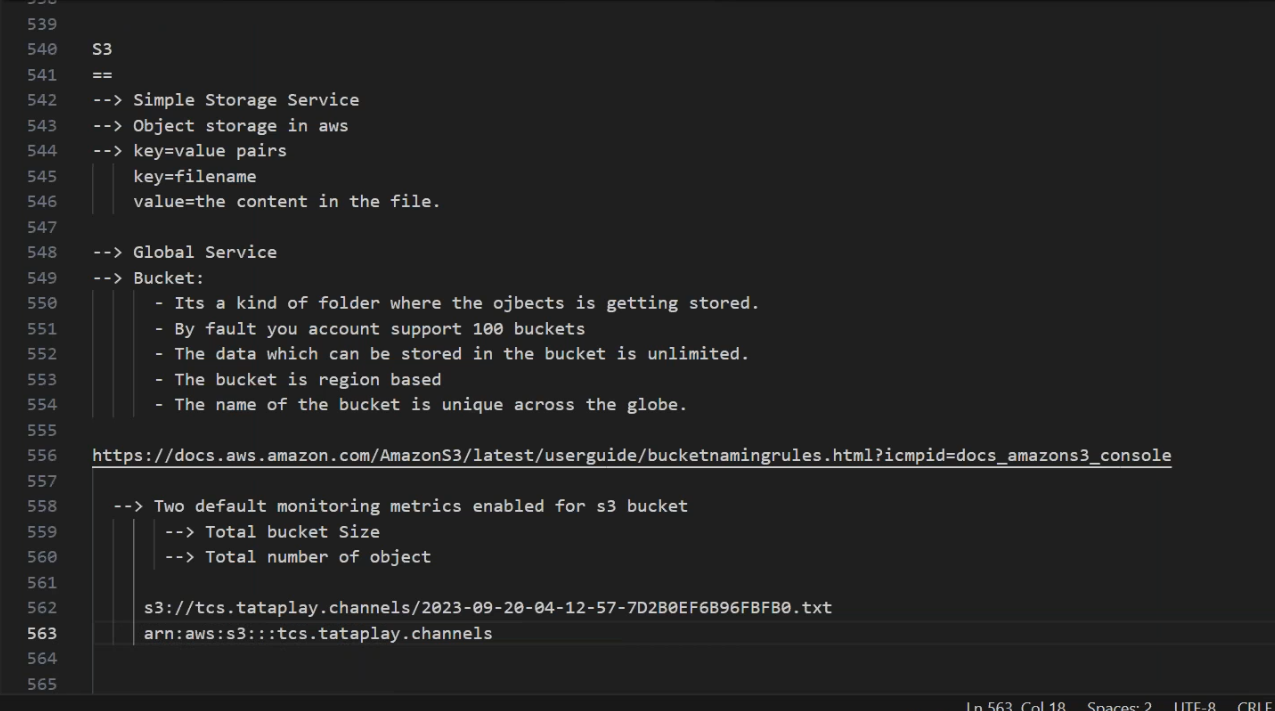 539
540 S3
541 ==
542 --> Simple Storage Service
543 --> Object storage in aws
544 --> key=value pairs
545 key=filename
546 value=the content in the file.
547
548 --> Global Service
549 --> Bucket:
550 - Its a kind of folder where the ojbects is getting stored.
551 - By fault you account support 100 buckets
552 - The data which can be stored in the bucket is unlimited.
553 - The bucket is region based
554 - The name of the bucket is unique across the globe.
555
556 https://docs.aws.amazon.com/AmazonS3/latest/userguide/bucketnamingrules.html?icmpid=docs_amazons3_console
557
558 --> Two default monitoring metrics enabled for s3 bucket
559 --> Total bucket Size
560 --> Total number of object
561
562 s3://tcs.tataplay.channels/2023-09-20-04-12-57-7D2B0EF6B96FBFB0.txt
563 arn:aws:s3:::tcs.tataplay.channels
564
565
Ln 563, Col 18 Spaces: 2 UTF-8 CRLF